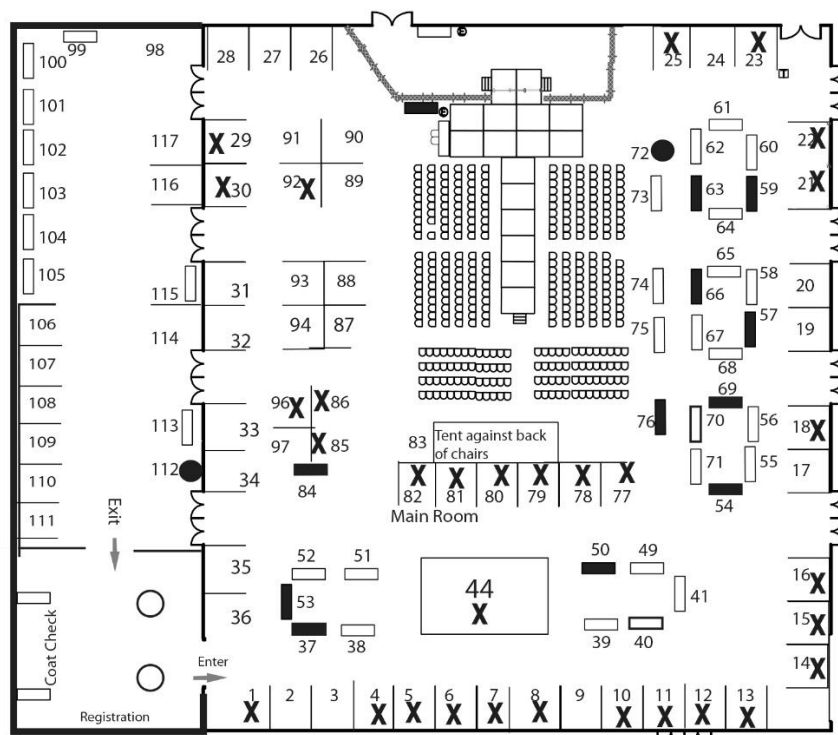 99 98 28 27 26 25 24 23
100
101
102
103
104
105
117 29 91 90
116 30 92 89
61
72 62 60 22
73 63 59 21
64
115 31 93 88
114 32 94 87
65
74 66 58 20
75 67 57 19
68
106
107
108
109
110
111
113 33 96 86
112 34 97 85
84
83 Tent against back
of chairs
82 81 80 79 78 77
Main Room
69
76 70 56 18
71 55 17
54
Exit
35 52 51
36 53
37 38
44
50 49
41
39 40
16
15
14
Coat Check
Enter
Registration
1 2 3 4 5 6 7 8 9 10 11 12 13
X X X X X X X X X X X X X X X X X X X X X X X X X X X X X X